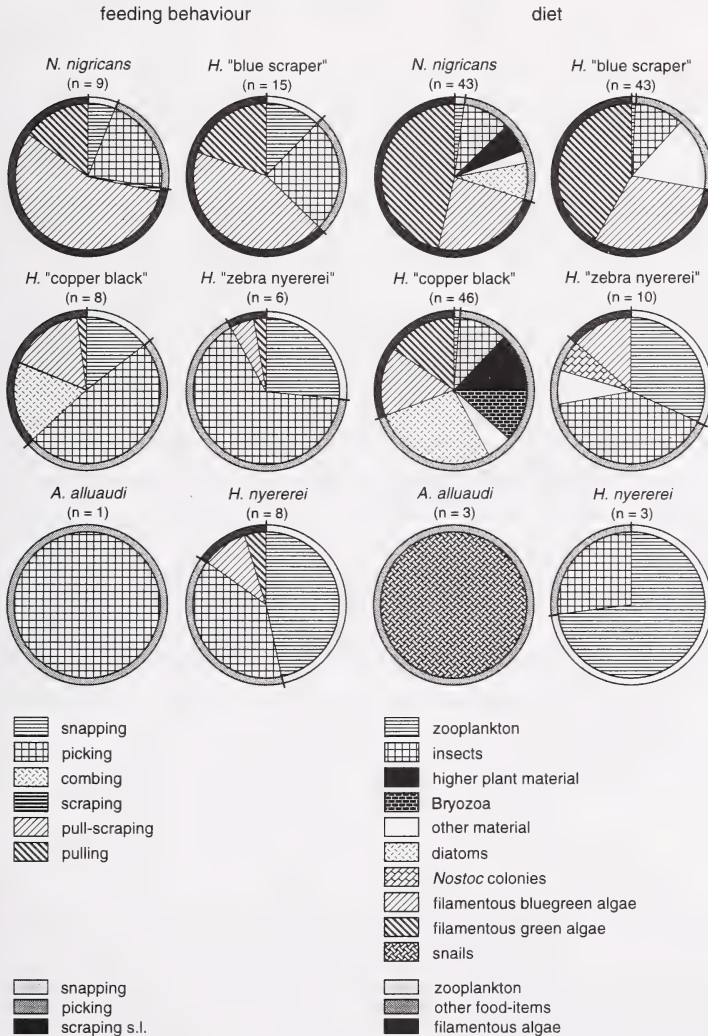 feeding behaviour
diet
N. nigricans
(n = 9)
H. "blue scraper"
(n = 15)
N. nigricans
(n = 43)
H. "blue scraper"
(n = 43)
H. "copper black"
(n = 8)
H. "zebra nyererei"
(n = 6)
H. "copper black"
(n = 46)
H. "zebra nyererei"
(n = 10)
A. alluaudi
(n = 1)
H. nyererei
(n = 8)
A. alluaudi
(n = 3)
H. nyererei
(n = 3)
snapping
picking
combing
scraping
pull-scraping
pulling
zooplankton
insects
higher plant material
Bryozoa
other material
diatoms
Nostoc colonies
filamentous bluegreen algae
filamentous green algae
snails
snapping
picking
scraping s.l.
zooplankton
other food-items
filamentous algae